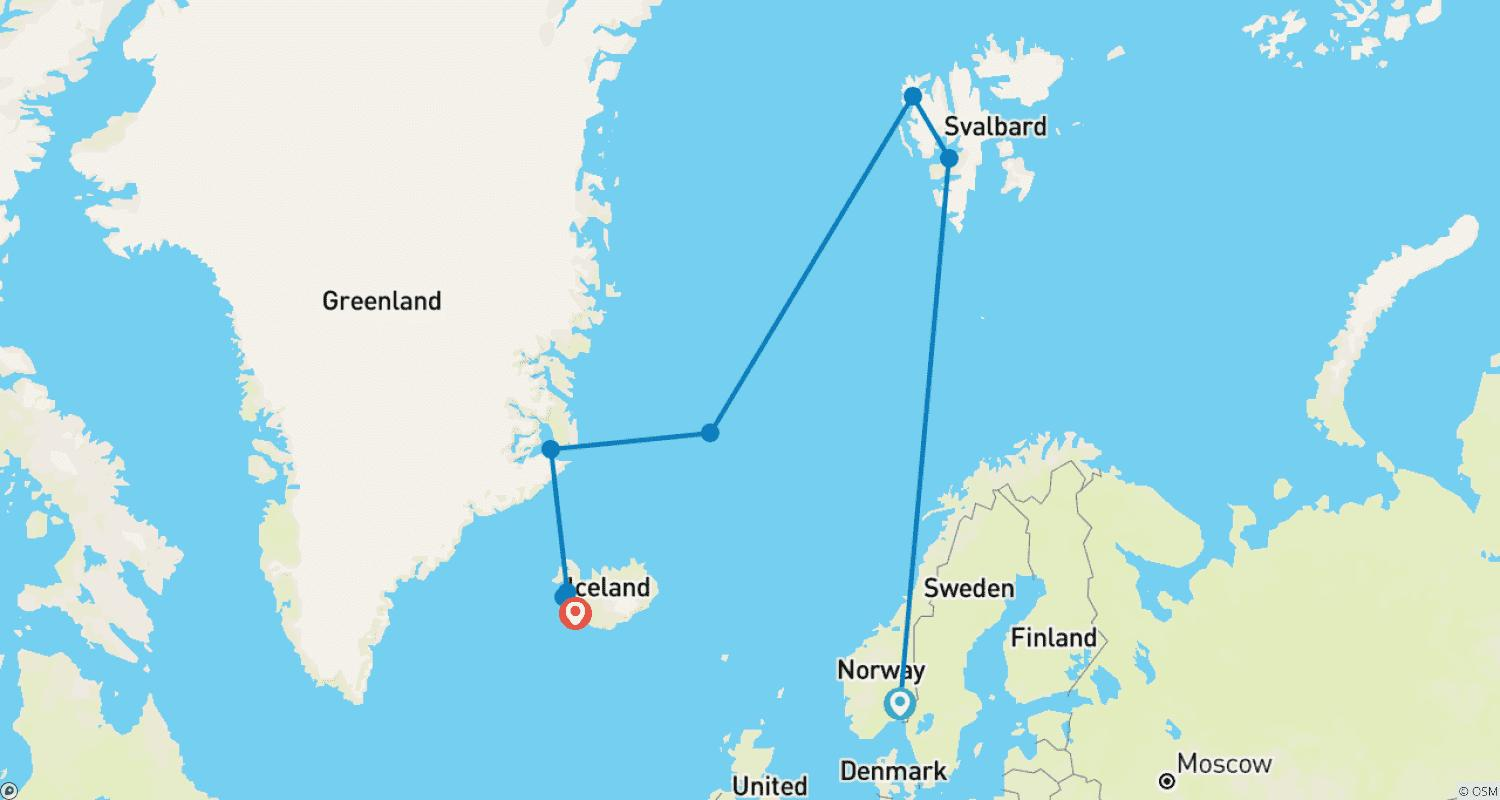 Svalbard
Greenland
Iceland
Sweden
Finland
Norway
Moscow
Denmark
United
© OSM